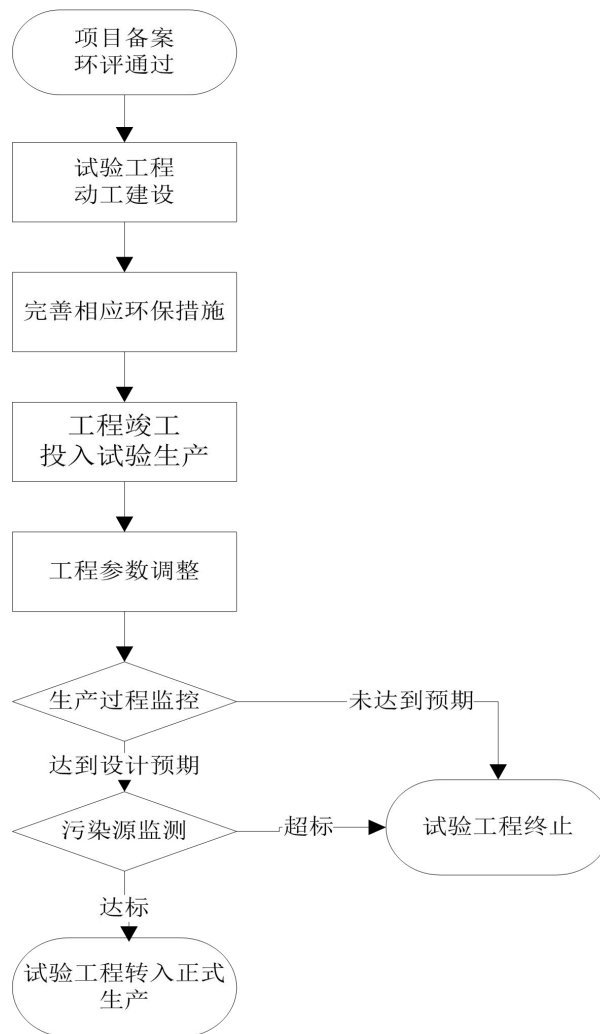 项目备案
环评通过
试验工程
动工建设
完善相应环保措施
工程竣工
投入试验生产
工程参数调整
生产过程监控
未达到预期
达到设计预期
污染源监测
超标
试验工程终止
达标
试验工程转入正式
生产